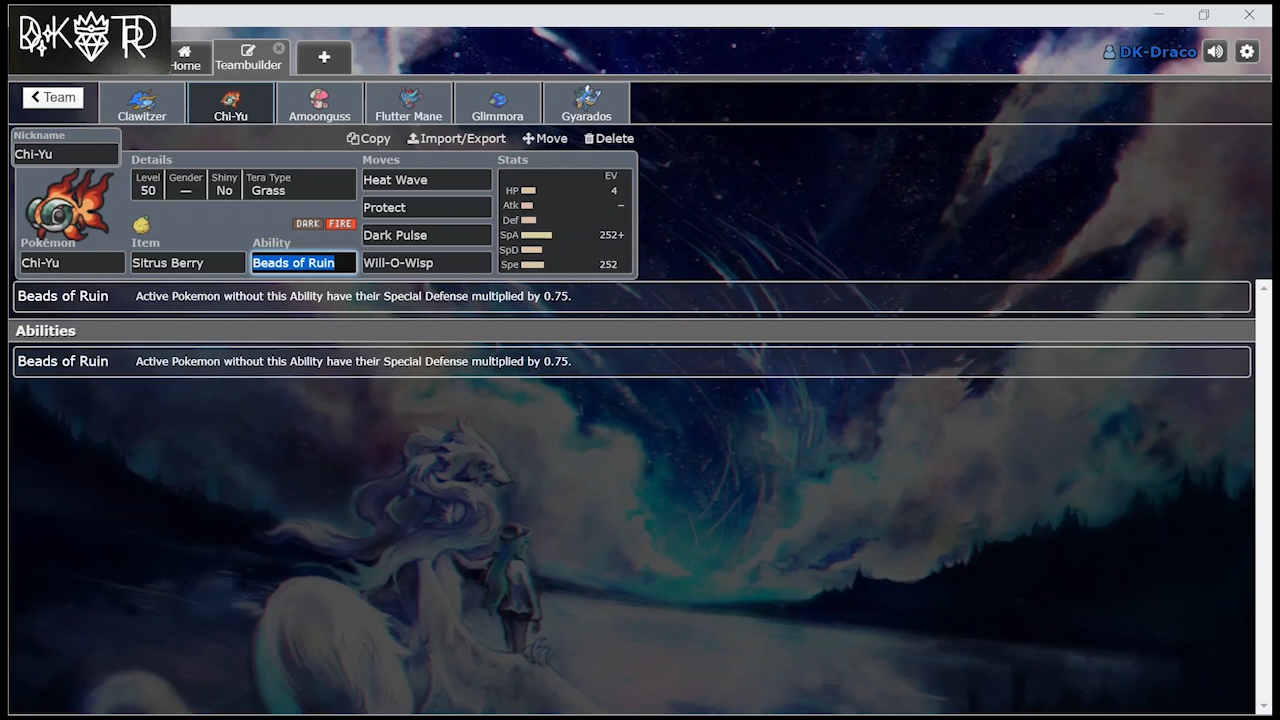 DK TRD
Home
Teambuilder
DK-Draco
Team
Clawitzer
Chi-Yu
Amoonguss
Flutter Mane
Glimmora
Gyarados
Nickname
Chi-Yu
Copy
Import/Export
Move
Delete
Details
Moves
Stats
Level
Gender
Shiny
Tera Type
50
—
No
Grass
Heat Wave
Protect
Dark Pulse
Will-O-Wisp
EV
HP 4
Atk –
Def
SpA 252+
SpD
Spe 252
DARK FIRE
Pokémon
Item
Ability
Chi-Yu
Sitrus Berry
Beads of Ruin
Beads of Ruin Active Pokemon without this Ability have their Special Defense multiplied by 0.75.
Abilities
Beads of Ruin Active Pokemon without this Ability have their Special Defense multiplied by 0.75.